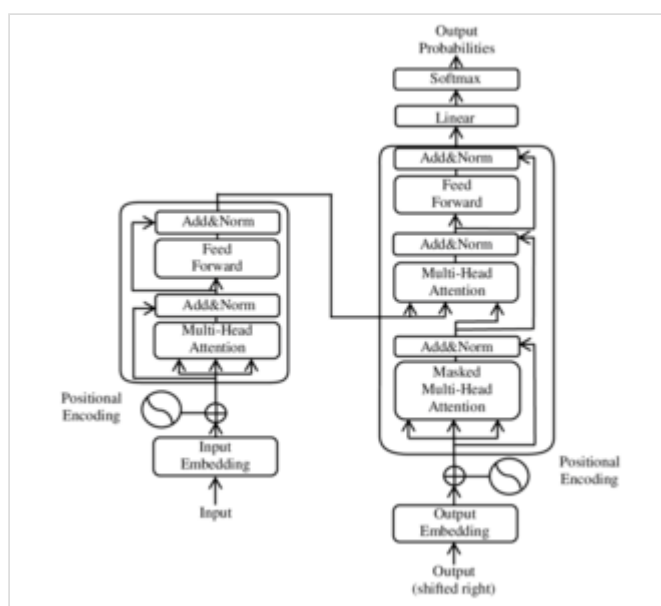 Output
Probabilities
Softmax
Linear
Add&Norm
Feed
Forward
Add&Norm
Multi-Head
Attention
Add&Norm
Masked
Multi-Head
Attention
Positional
Encoding
Output
Embedding
Output
(shifted right)
Add&Norm
Feed
Forward
Add&Norm
Multi-Head
Attention
Positional
Encoding
Input
Embedding
Input